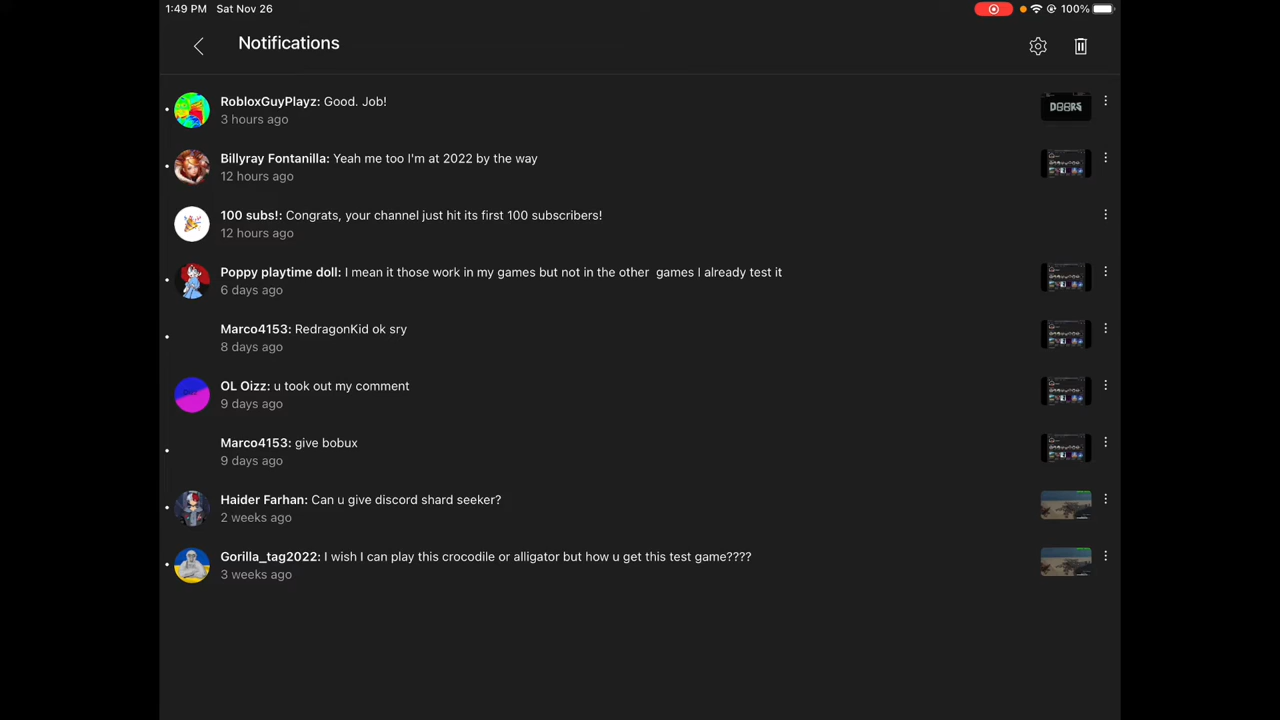 1:49 PM Sat Nov 26
100%
Notifications
RobloxGuyPlayz: Good. Job!
3 hours ago
DOORS
Billyray Fontanilla: Yeah me too I'm at 2022 by the way
12 hours ago
100 subs!: Congrats, your channel just hit its first 100 subscribers!
12 hours ago
Poppy playtime doll: I mean it those work in my games but not in the other games I already test it
6 days ago
Marco4153: RedragonKid ok sry
8 days ago
OL Oizz: u took out my comment
9 days ago
Marco4153: give bobux
9 days ago
Haider Farhan: Can u give discord shard seeker?
2 weeks ago
Gorilla_tag2022: I wish I can play this crocodile or alligator but how u get this test game????
3 weeks ago